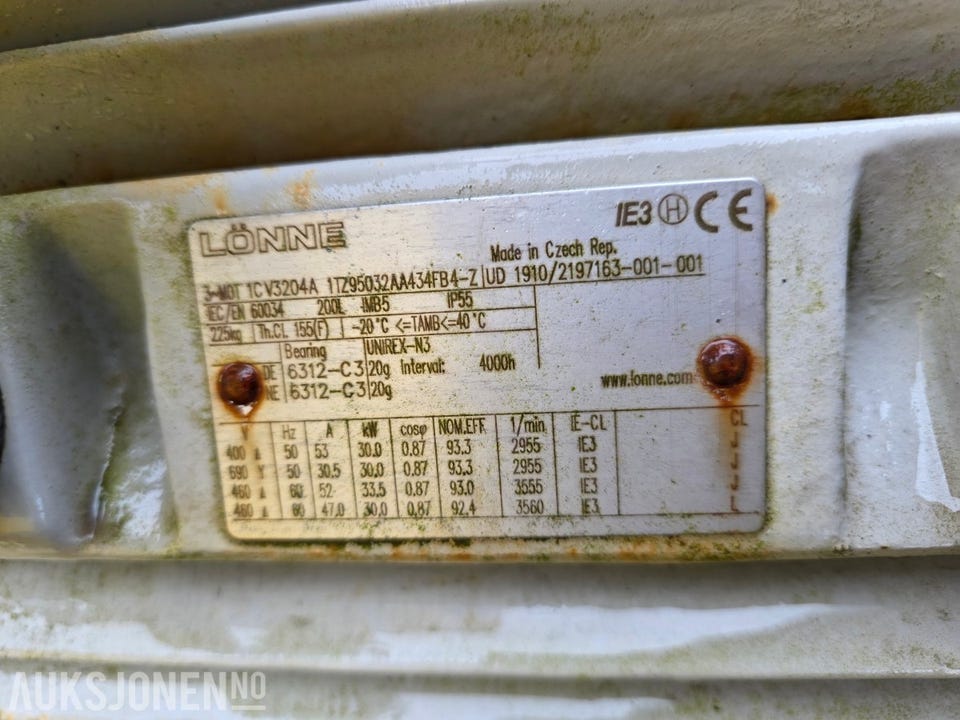 LÖNNE
IE3 H CE
Made in Czech Rep.
3~MOT 1CV3204A 1TZ95032AA434FB4-Z UD 1910/2197163-001-001
IEC/EN 60034 200L IMB5 IP55
225kg Th.Cl. 155(F) -20°C <=TAMB<=40°C
Bearing UNIREX-N3
DE 6312-C3 20g Interval: 4000h
NE 6312-C3 20g
www.lonne.com
V Hz A kW cosφ NOM.EFF 1/min IE-CL CL
400 Δ 50 53 30.0 0.87 93.3 2955 IE3 J
690 Y 50 30.5 30.0 0.87 93.3 2955 IE3 J
460 Δ 60 52 33.5 0.87 93.0 3555 IE3 J
460 Δ 60 47.0 30.0 0.87 92.4 3560 IE3 L
AUKSJONEN.NO